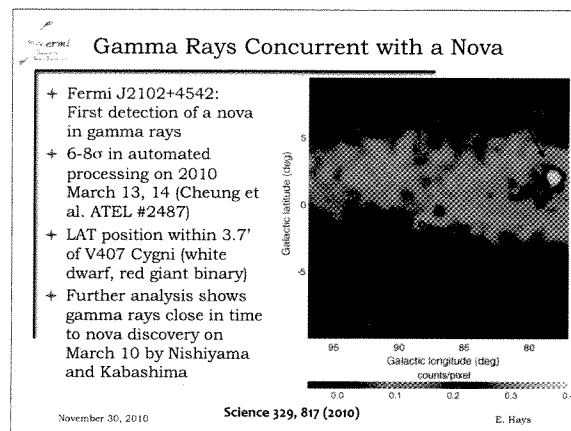 Fermi
Gamma Rays Concurrent with a Nova
Fermi J2102+4542:
First detection of a nova
in gamma rays
6-8σ in automated
processing on 2010
March 13, 14 (Cheung et
al. ATEL #2487)
LAT position within 3.7'
of V407 Cygni (white
dwarf, red giant binary)
Further analysis shows
gamma rays close in time
to nova discovery on
March 10 by Nishiyama
and Kabashima
Galactic latitude (deg)
5
0
-5
95 90 85 80
Galactic longitude (deg)
counts/pixel
0.0 0.1 0.2 0.3
November 30, 2010
Science 329, 817 (2010)
E. Hays